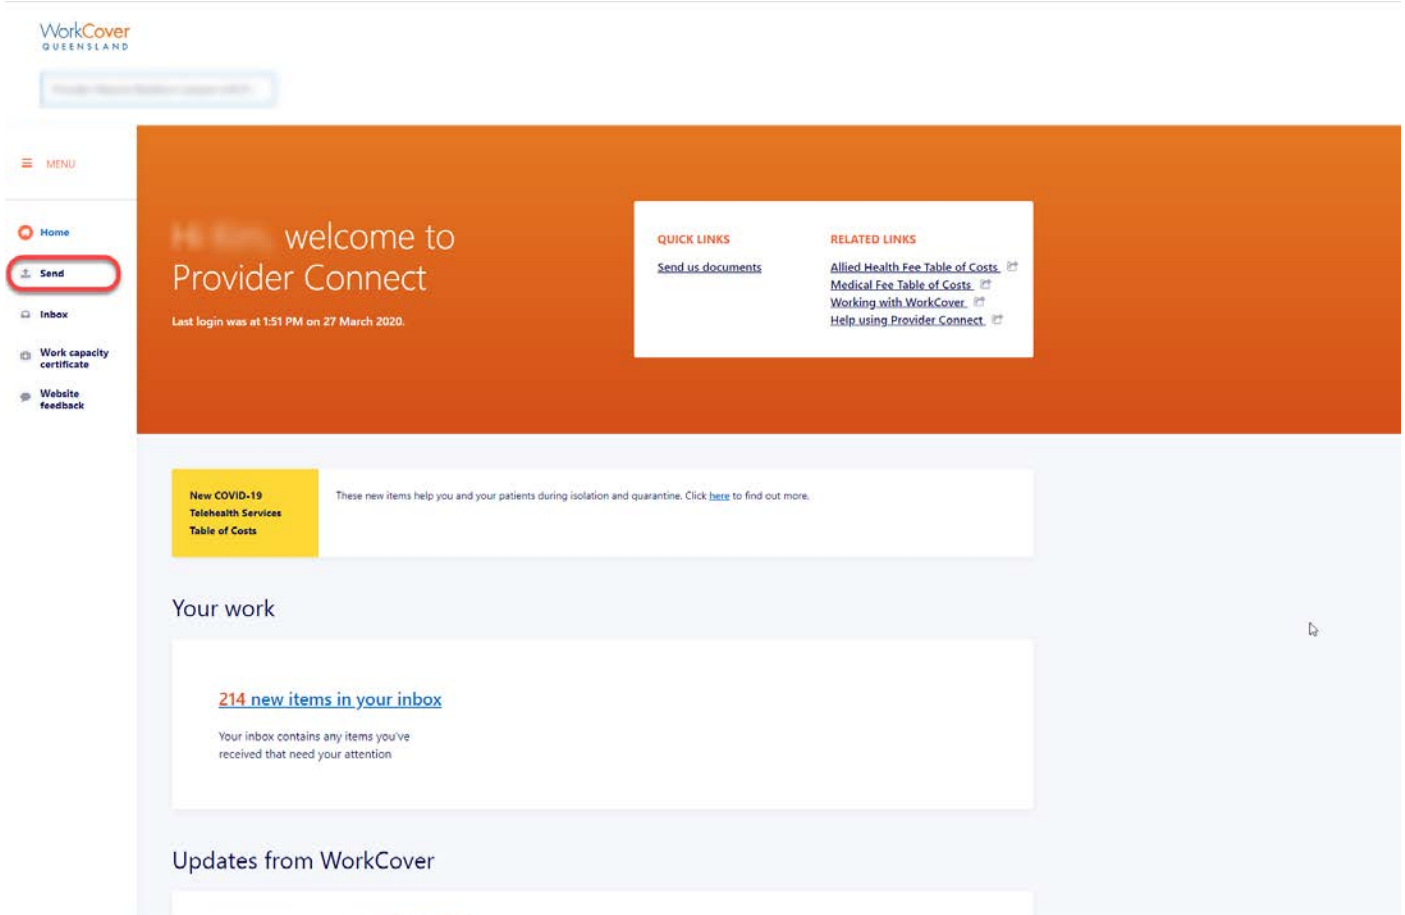 WorkCover
QUEENSLAND
MENU
Home
Send
Inbox
Work capacity
certificate
Website
feedback
welcome to
Provider Connect
Last login was at 1:51 PM on 27 March 2020.
QUICK LINKS
Send us documents
RELATED LINKS
Allied Health Fee Table of Costs
Medical Fee Table of Costs
Working with WorkCover
Help using Provider Connect
New COVID-19
Telehealth Services
Table of Costs
These new items help you and your patients during isolation and quarantine. Click here to find out more.
Your work
214 new items in your inbox
Your inbox contains any items you've
received that need your attention
Updates from WorkCover